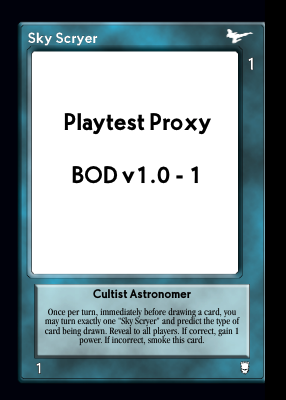 Sky Scryer
1
Playtest Proxy
BOD v1.0 - 1
Cultist Astronomer
Once per turn, immediately before drawing a card, you
may turn exactly one "Sky Scryer" and predict the type of
card being drawn. Reveal to all players. If correct, gain 1
power. If incorrect, smoke this card.
1